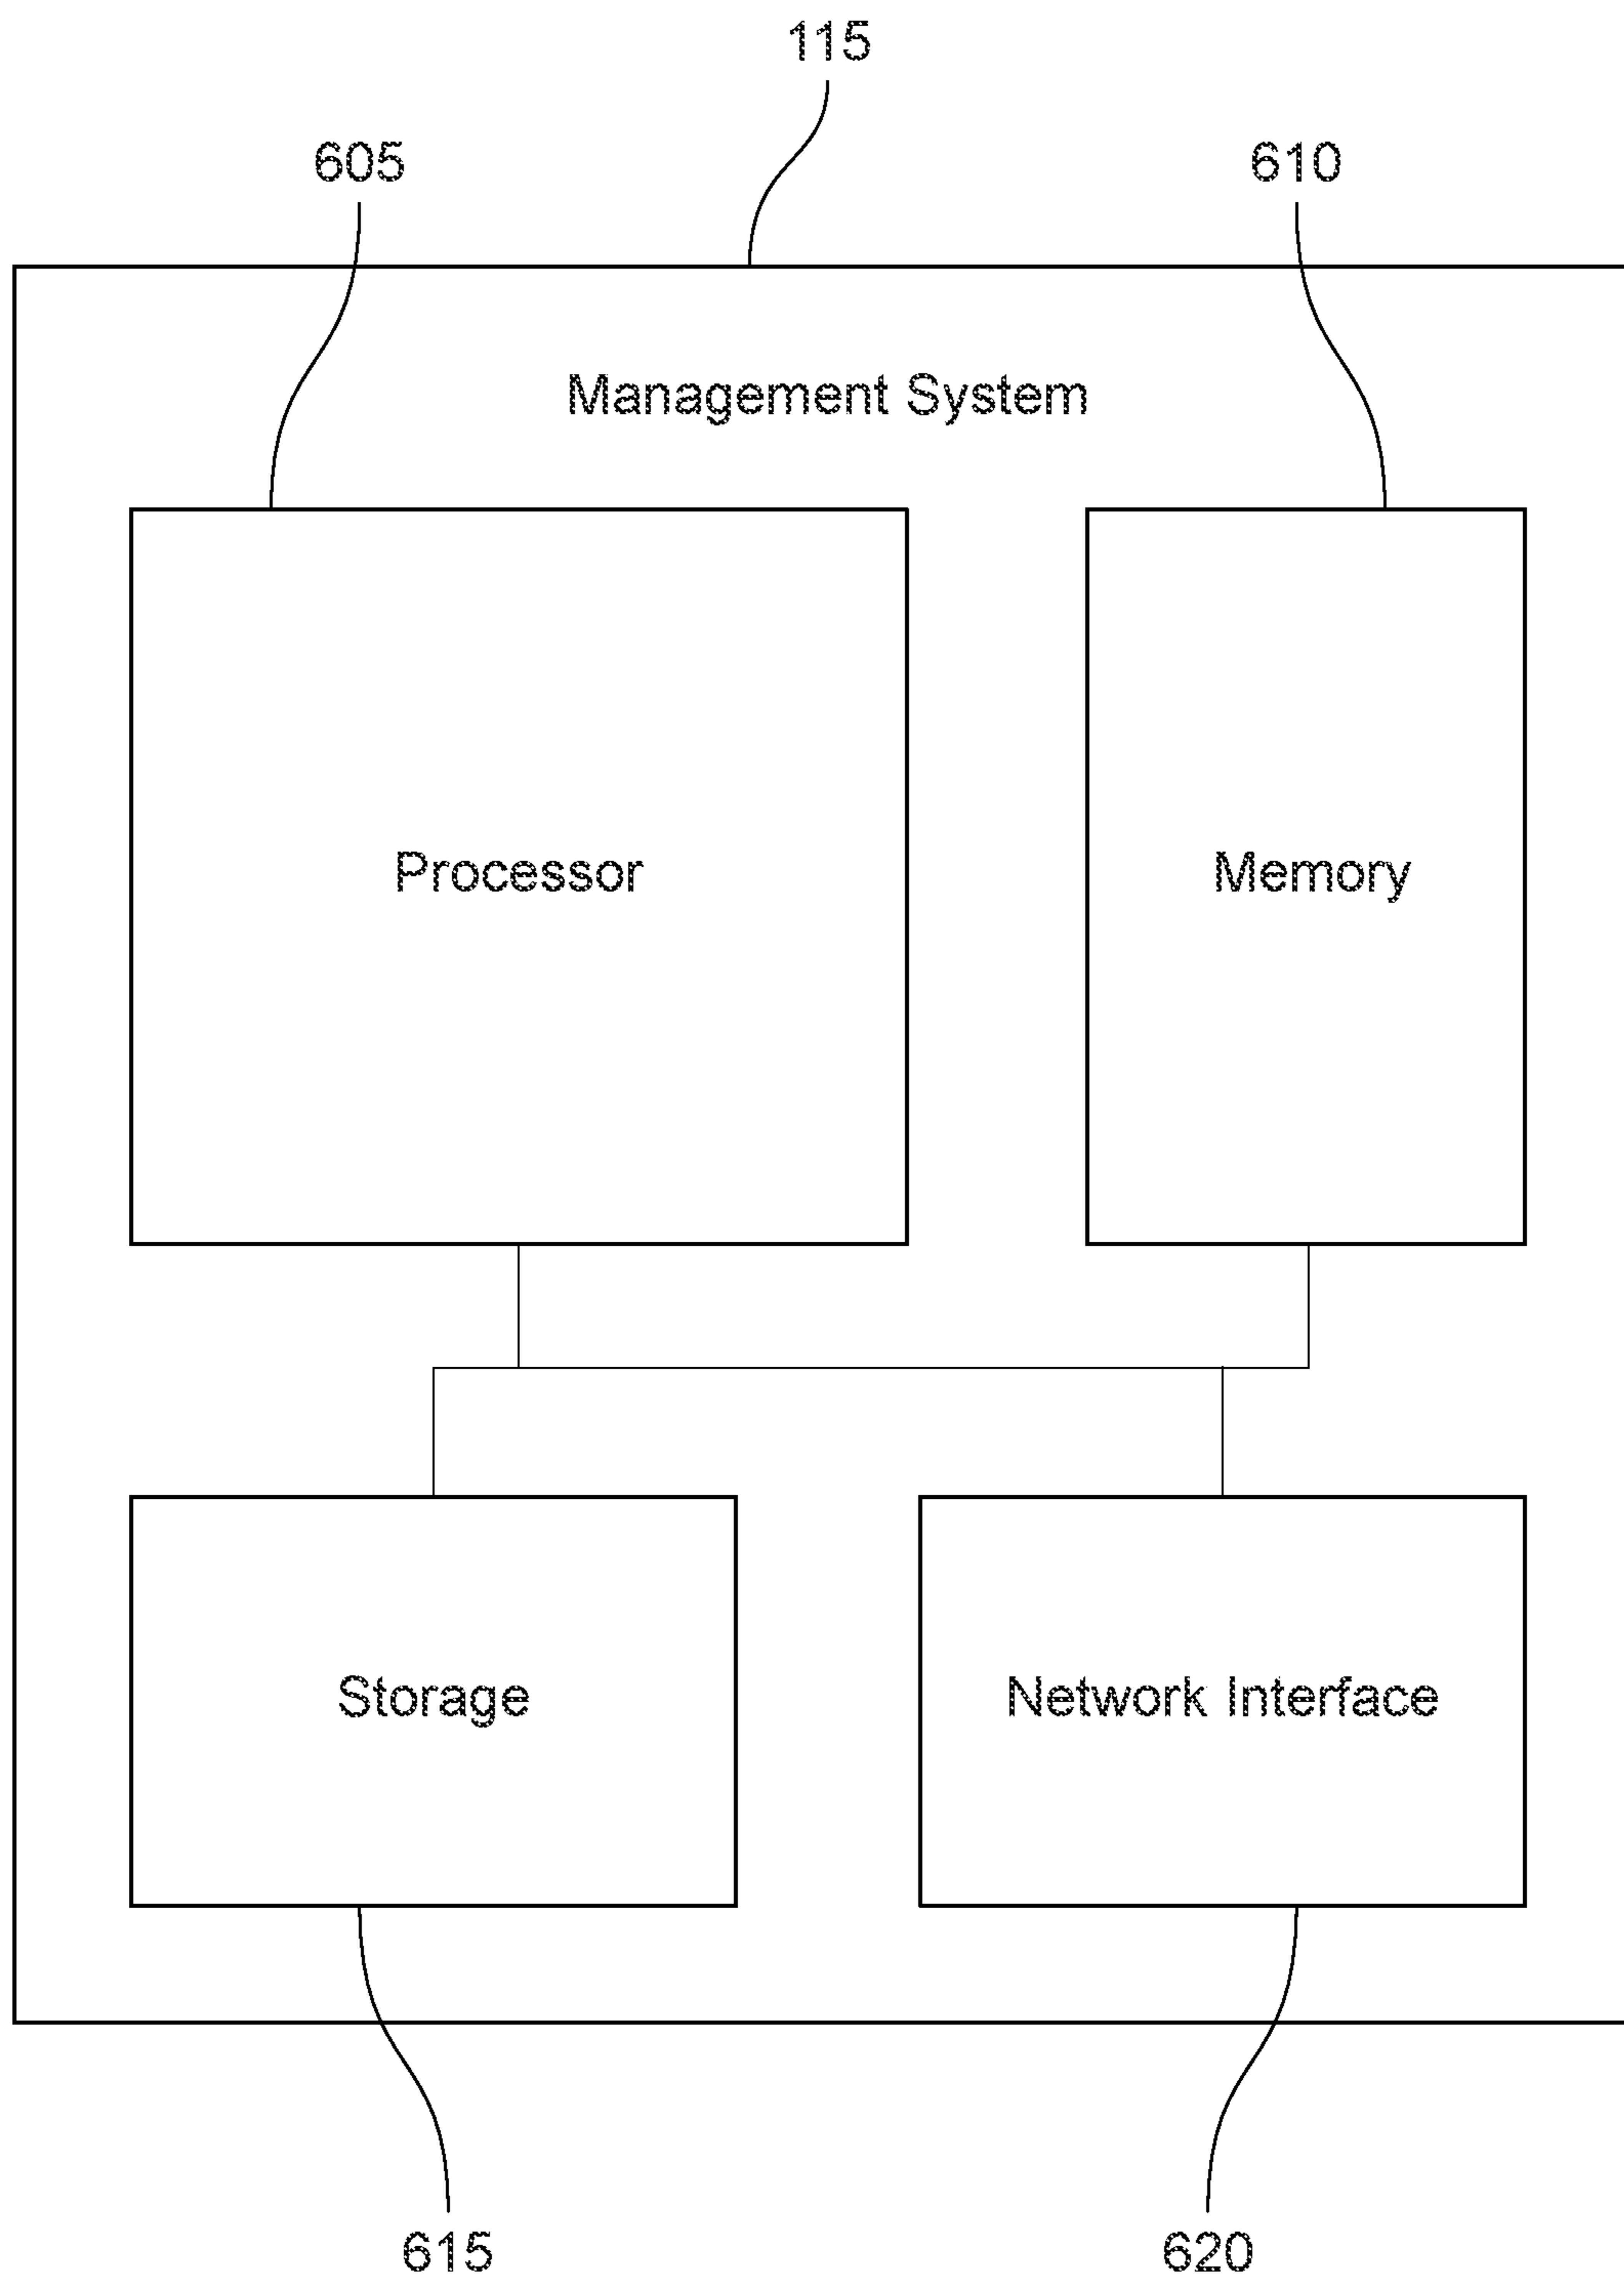 115
605
610
Management System
Processor
Memory
Storage
Network Interface
615
620